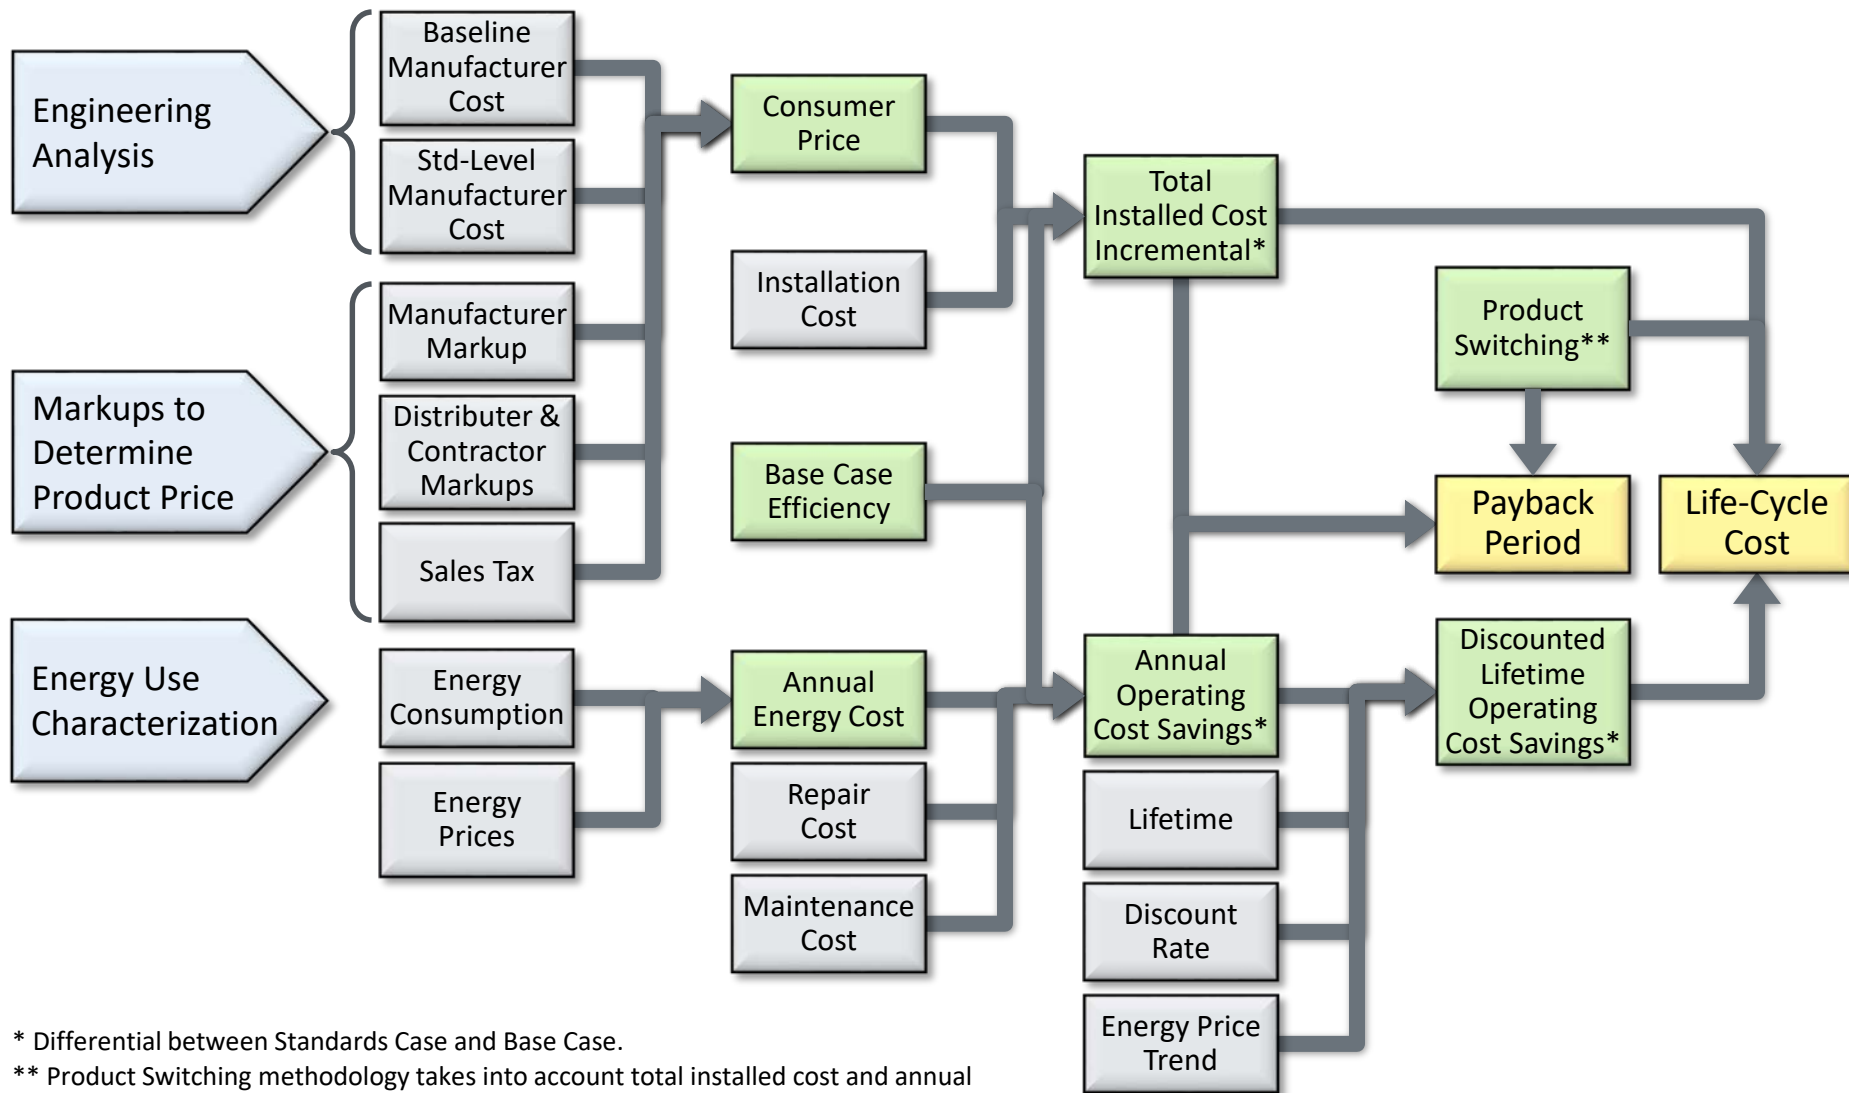 Engineering
Analysis
Baseline
Manufacturer
Cost
Std-Level
Manufacturer
Cost
Markups to
Determine
Product Price
Manufacturer
Markup
Distributer &
Contractor
Markups
Sales Tax
Energy Use
Characterization
Energy
Consumption
Energy
Prices
Consumer
Price
Installation
Cost
Base Case
Efficiency
Annual
Energy Cost
Repair
Cost
Maintenance
Cost
Total
Installed Cost
Incremental*
Annual
Operating
Cost Savings*
Lifetime
Discount
Rate
Energy Price
Trend
Product
Switching**
Payback
Period
Life-Cycle
Cost
Discounted
Lifetime
Operating
Cost Savings*
* Differential between Standards Case and Base Case.
** Product Switching methodology takes into account total installed cost and annual